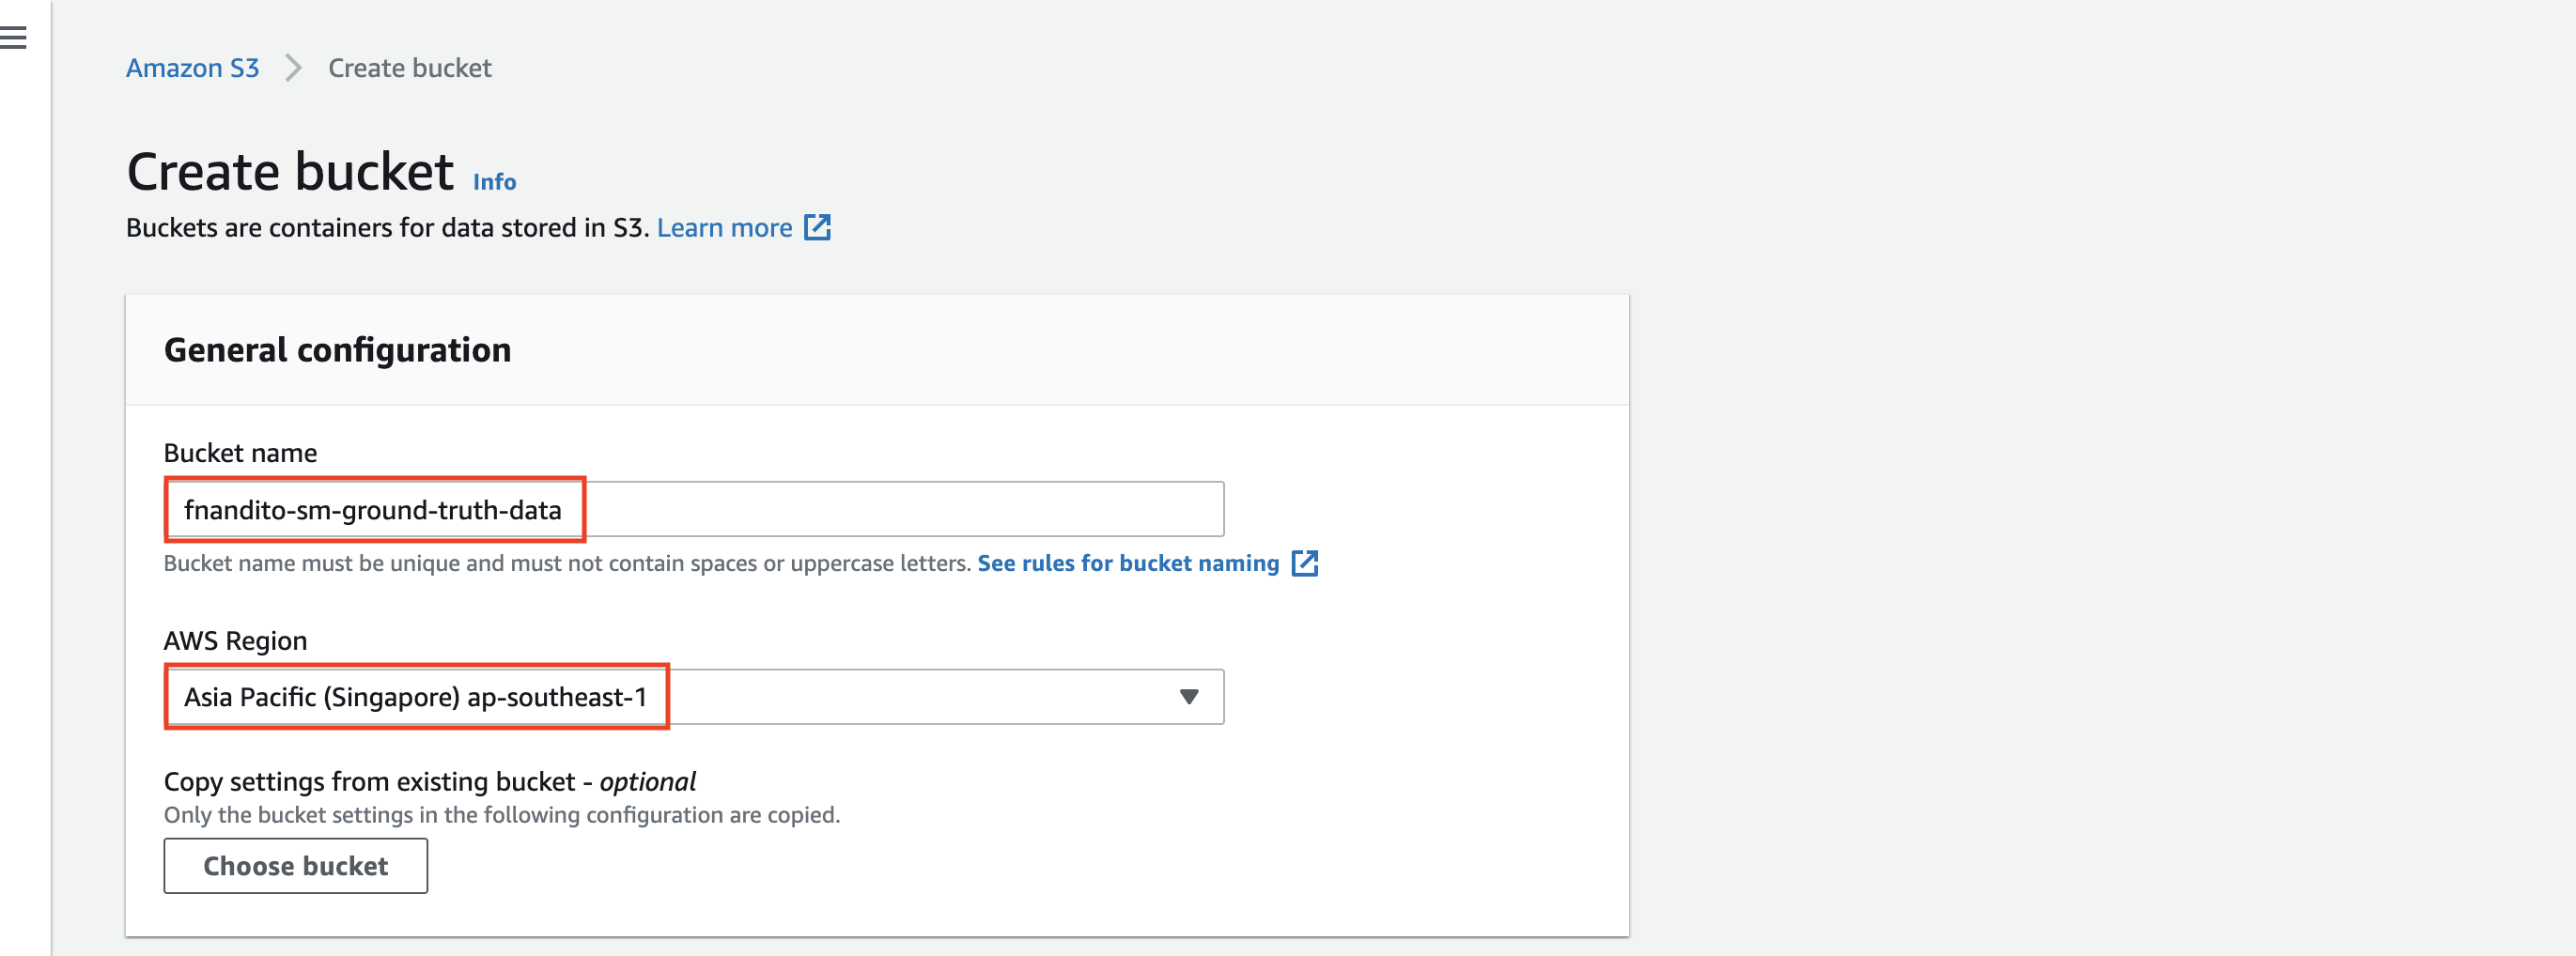 Amazon S3 > Create bucket
Create bucket Info
Buckets are containers for data stored in S3. Learn more
General configuration
Bucket name
fnandito-sm-ground-truth-data
Bucket name must be unique and must not contain spaces or uppercase letters. See rules for bucket naming
AWS Region
Asia Pacific (Singapore) ap-southeast-1
Copy settings from existing bucket - optional
Only the bucket settings in the following configuration are copied.
Choose bucket